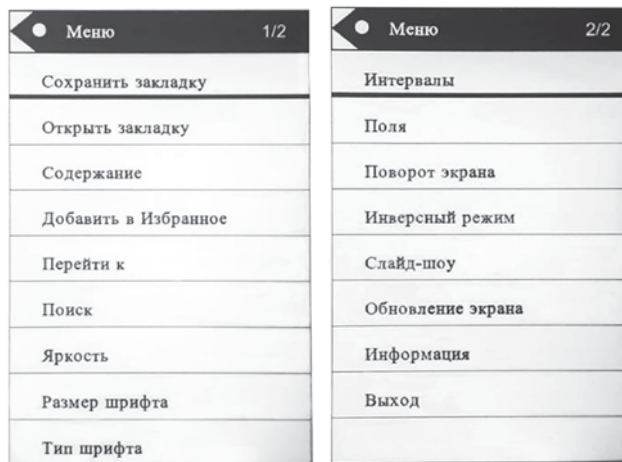 Меню 1/2
Сохранить закладку
Открыть закладку
Содержание
Добавить в Избранное
Перейти к
Поиск
Яркость
Размер шрифта
Тип шрифта
Меню 2/2
Интервалы
Поля
Поворот экрана
Инверсный режим
Слайд-шоу
Обновление экрана
Информация
Выход